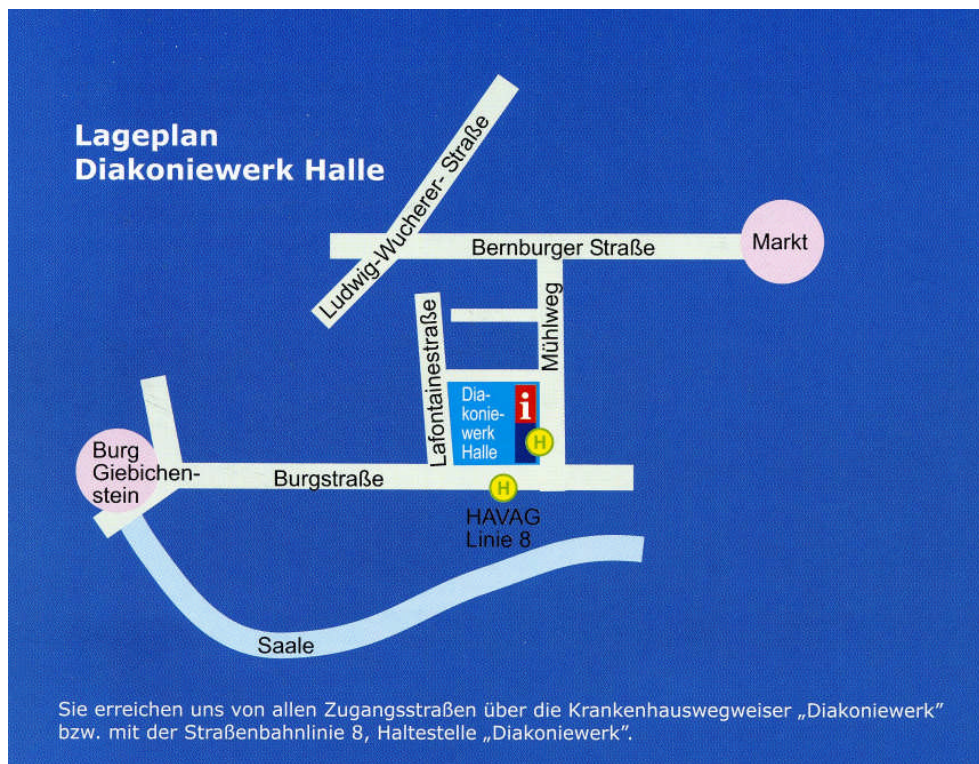 Lageplan
Diakoniewerk Halle
Ludwig-Wucherer- Straße
Bernburger Straße
Markt
Lafontainestraße
Mühlweg
Dia-
konie-
werk
Halle
i
H
Burg
Giebichen-
stein
Burgstraße
H
HAVAG
Linie 8
Saale
Sie erreichen uns von allen Zugangsstraßen über die Krankenhauswegweiser „Diakoniewerk”
bzw. mit der Straßenbahnlinie 8, Haltestelle „Diakoniewerk”.